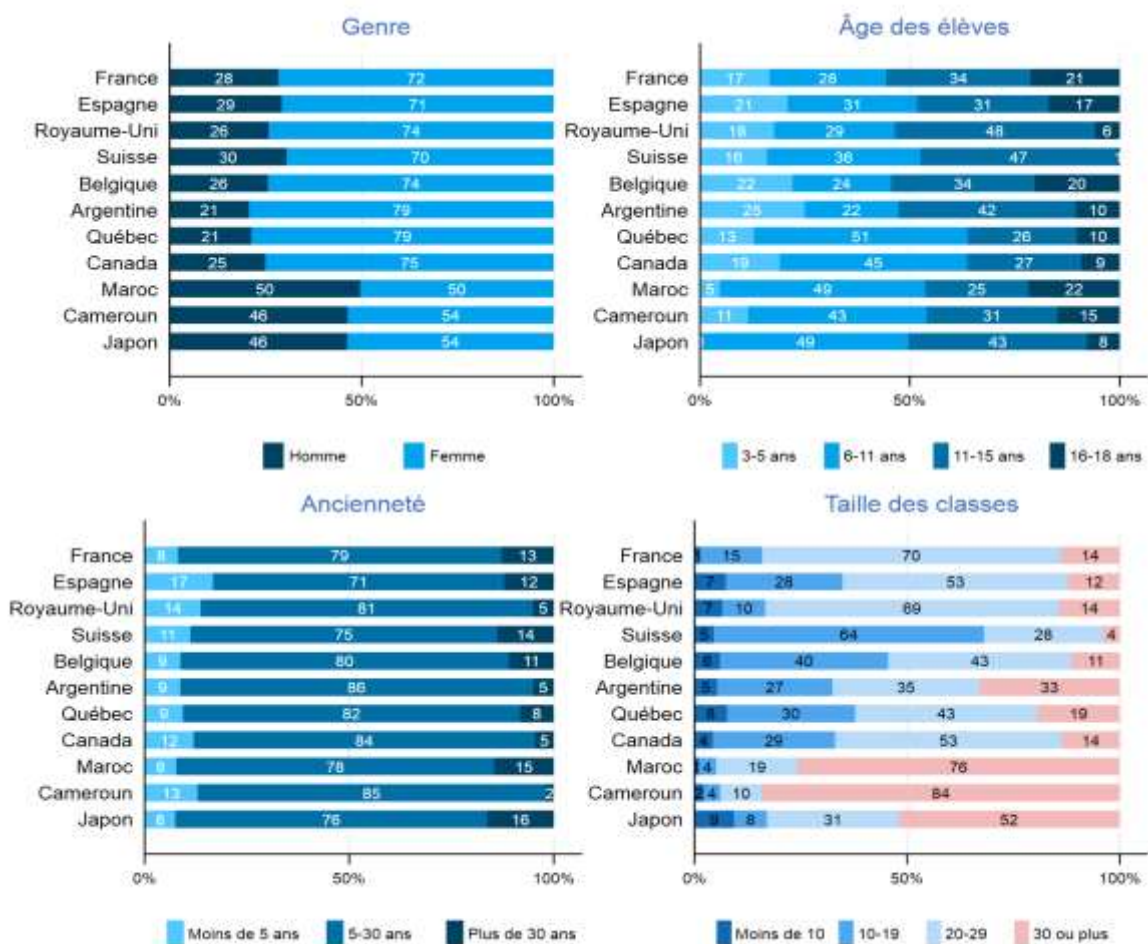 Genre
France 28 72
Espagne 29 71
Royaume-Uni 26 74
Suisse 30 70
Belgique 26 74
Argentine 21 79
Québec 21 79
Canada 25 75
Maroc 50 50
Cameroun 46 54
Japon 46 54
0% 50% 100%
Homme Femme
Âge des élèves
France 17 28 34 21
Espagne 21 31 31 17
Royaume-Uni 18 29 48 6
Suisse 16 36 47 1
Belgique 22 24 34 20
Argentine 25 22 42 10
Québec 13 51 26 10
Canada 19 45 27 9
Maroc 5 49 25 22
Cameroun 11 43 31 15
Japon 49 43 8
0% 50% 100%
3-5 ans 6-11 ans 11-15 ans 16-18 ans
Ancienneté
France 8 79 13
Espagne 17 71 12
Royaume-Uni 14 81 5
Suisse 11 75 14
Belgique 9 80 11
Argentine 9 86 5
Québec 9 82 8
Canada 12 84 5
Maroc 78 15
Cameroun 13 85 2
Japon 76 16
0% 50% 100%
Moins de 5 ans 5-30 ans Plus de 30 ans
Taille des classes
France 15 70 14
Espagne 7 28 53 12
Royaume-Uni 7 10 69 14
Suisse 5 64 28 4
Belgique 6 40 43 11
Argentine 5 27 35 33
Québec 8 30 43 19
Canada 4 29 53 14
Maroc 4 19 76
Cameroun 2 4 10 84
Japon 9 8 31 52
0% 50% 100%
Moins de 10 10-19 20-29 30 ou plus